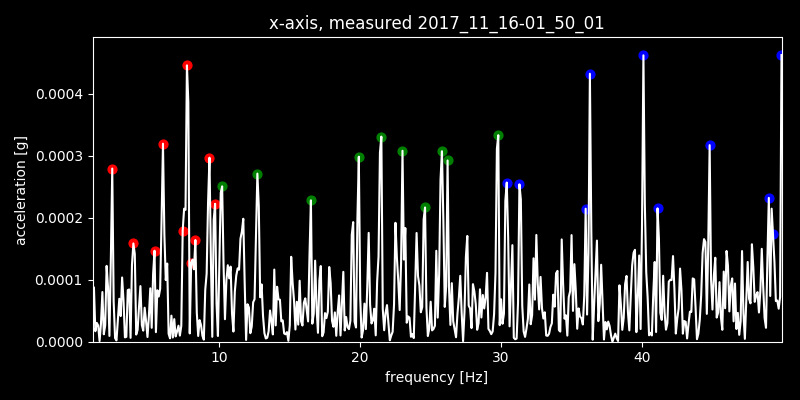 x-axis, measured 2017_11_16-01_50_01
acceleration [g]
0.0004
0.0003
0.0002
0.0001
0.0000
10 20 30 40
frequency [Hz]